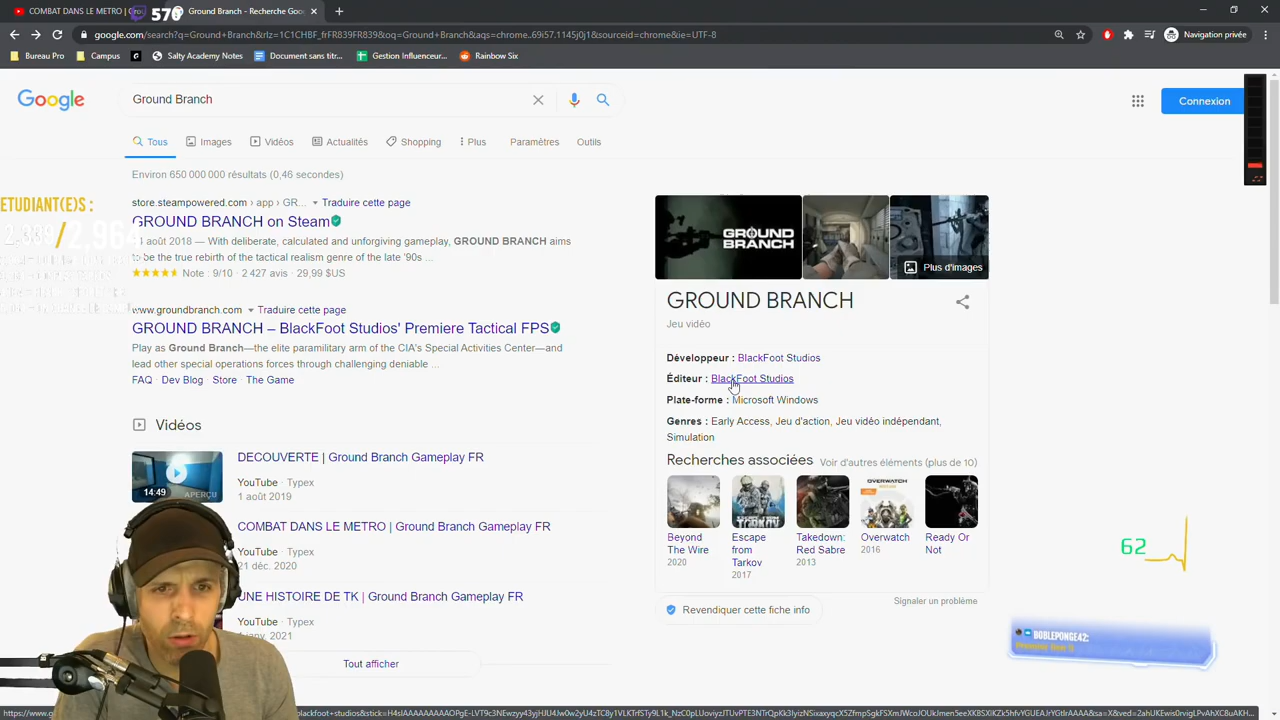 COMBAT DANS LE METRO | Grou
570
Ground Branch - Recherche Goo
google.com/search?q=Ground+Branch&rlz=1C1CHBF_frFR839FR839&oq=Ground+Branch&aqs=chrome..69i57.1145j0j1&sourceid=chrome&ie=UTF-8
Navigation privée
Bureau Pro
Campus
Salty Academy Notes
Document sans titr...
Gestion Influenceur...
Rainbow Six
Google
Ground Branch
Connexion
Tous
Images
Vidéos
Actualités
Shopping
Plus
Paramètres
Outils
Environ 650 000 000 résultats (0,46 secondes)
ETUDIANT(E)S :
/2,964
store.steampowered.com › app › GR... Traduire cette page
GROUND BRANCH on Steam
août 2018 — With deliberate, calculated and unforgiving gameplay, GROUND BRANCH aims
to be the true rebirth of the tactical realism genre of the late '90s ...
Note : 9/10 · 2 427 avis · 29,99 $US
www.groundbranch.com Traduire cette page
GROUND BRANCH – BlackFoot Studios' Premiere Tactical FPS
Play as Ground Branch—the elite paramilitary arm of the CIA's Special Activities Center—and
lead other special operations forces through challenging deniable ...
FAQ · Dev Blog · Store · The Game
Vidéos
DECOUVERTE | Ground Branch Gameplay FR
14:49
APERÇU
YouTube · Typex
1 août 2019
COMBAT DANS LE METRO | Ground Branch Gameplay FR
YouTube · Typex
21 déc. 2020
UNE HISTOIRE DE TK | Ground Branch Gameplay FR
YouTube · Typex
janv. 2021
Tout afficher
GROUND
BRANCH
Plus d'images
GROUND BRANCH
Jeu vidéo
Développeur : BlackFoot Studios
Éditeur : BlackFoot Studios
Plate-forme : Microsoft Windows
Genres : Early Access, Jeu d'action, Jeu vidéo indépendant,
Simulation
Recherches associées
Voir d'autres éléments (plus de 10)
OVERWATCH
Beyond
The Wire
2020
Escape
from
Tarkov
2017
Takedown:
Red Sabre
2013
Overwatch
2016
Ready Or
Not
Revendiquer cette fiche info
Signaler un problème
62
BOBLEPONGE42: